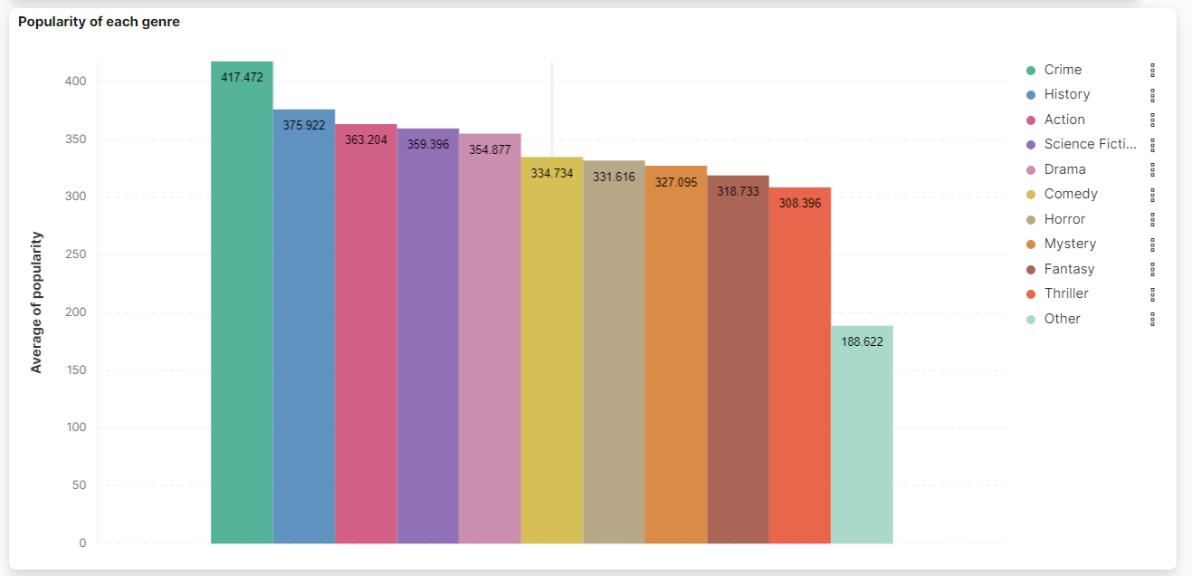 Popularity of each genre
Average of popularity
400
350
300
250
200
150
100
50
0
417.472
375.922
363.204
359.396
354.877
334.734
331.616
327.095
318.733
308.396
188.622
Crime
History
Action
Science Ficti...
Drama
Comedy
Horror
Mystery
Fantasy
Thriller
Other